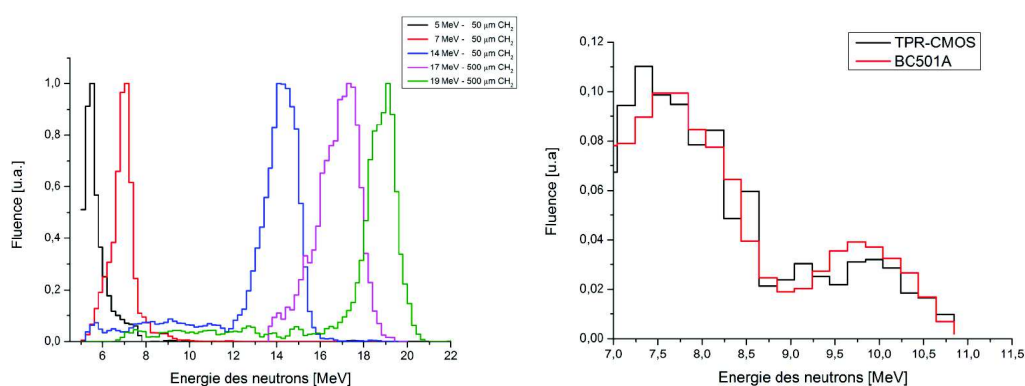 5 MeV - 50 μm CH₂
7 MeV - 50 μm CH₂
14 MeV - 50 μm CH₂
17 MeV - 500 μm CH₂
19 MeV - 500 μm CH₂
Fluence [u.a.]
1,0
0,8
0,6
0,4
0,2
0,0
6 8 10 12 14 16 18 20 22
Energie des neutrons [MeV]
TPR-CMOS
BC501A
Fluence [u.a]
0,12
0,10
0,08
0,06
0,04
0,02
0,00
7,0 7,5 8,0 8,5 9,0 9,5 10,0 10,5 11,0 11,5
Energie des neutrons [MeV]